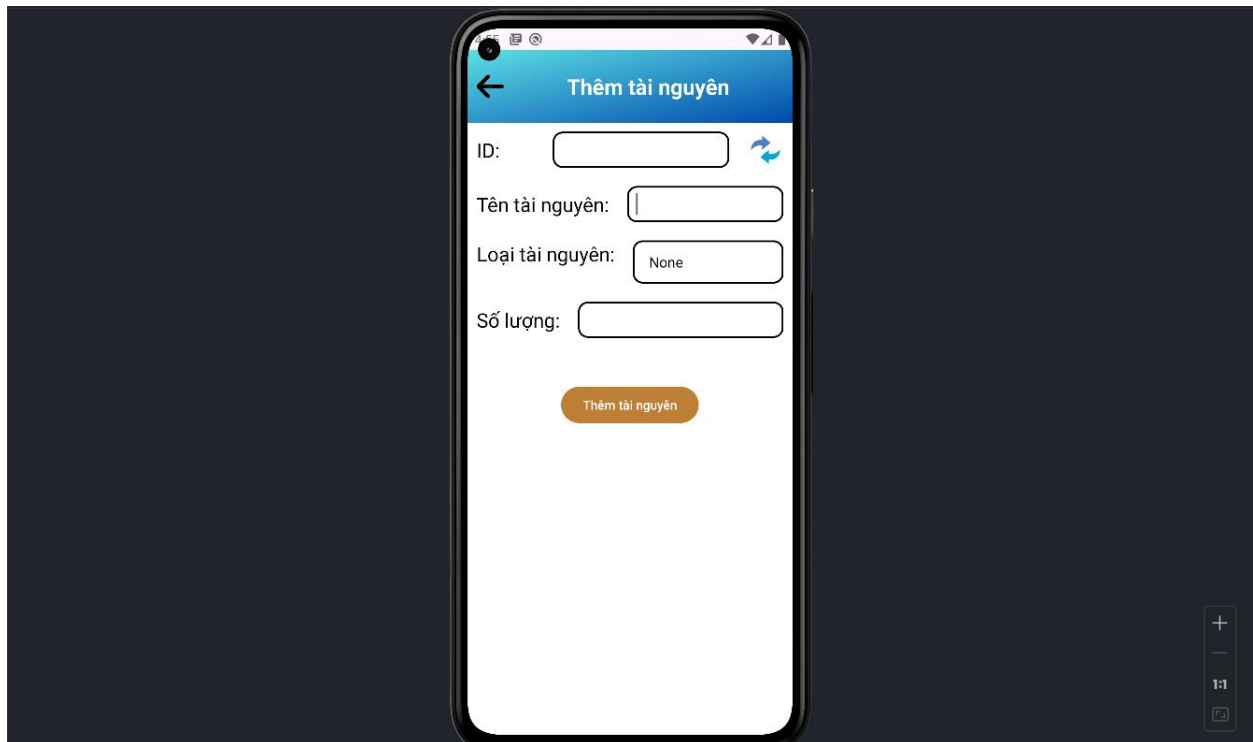 Thêm tài nguyên
ID:
Tên tài nguyên:
Loại tài nguyên:
None
Số lượng:
Thêm tài nguyên
1:1